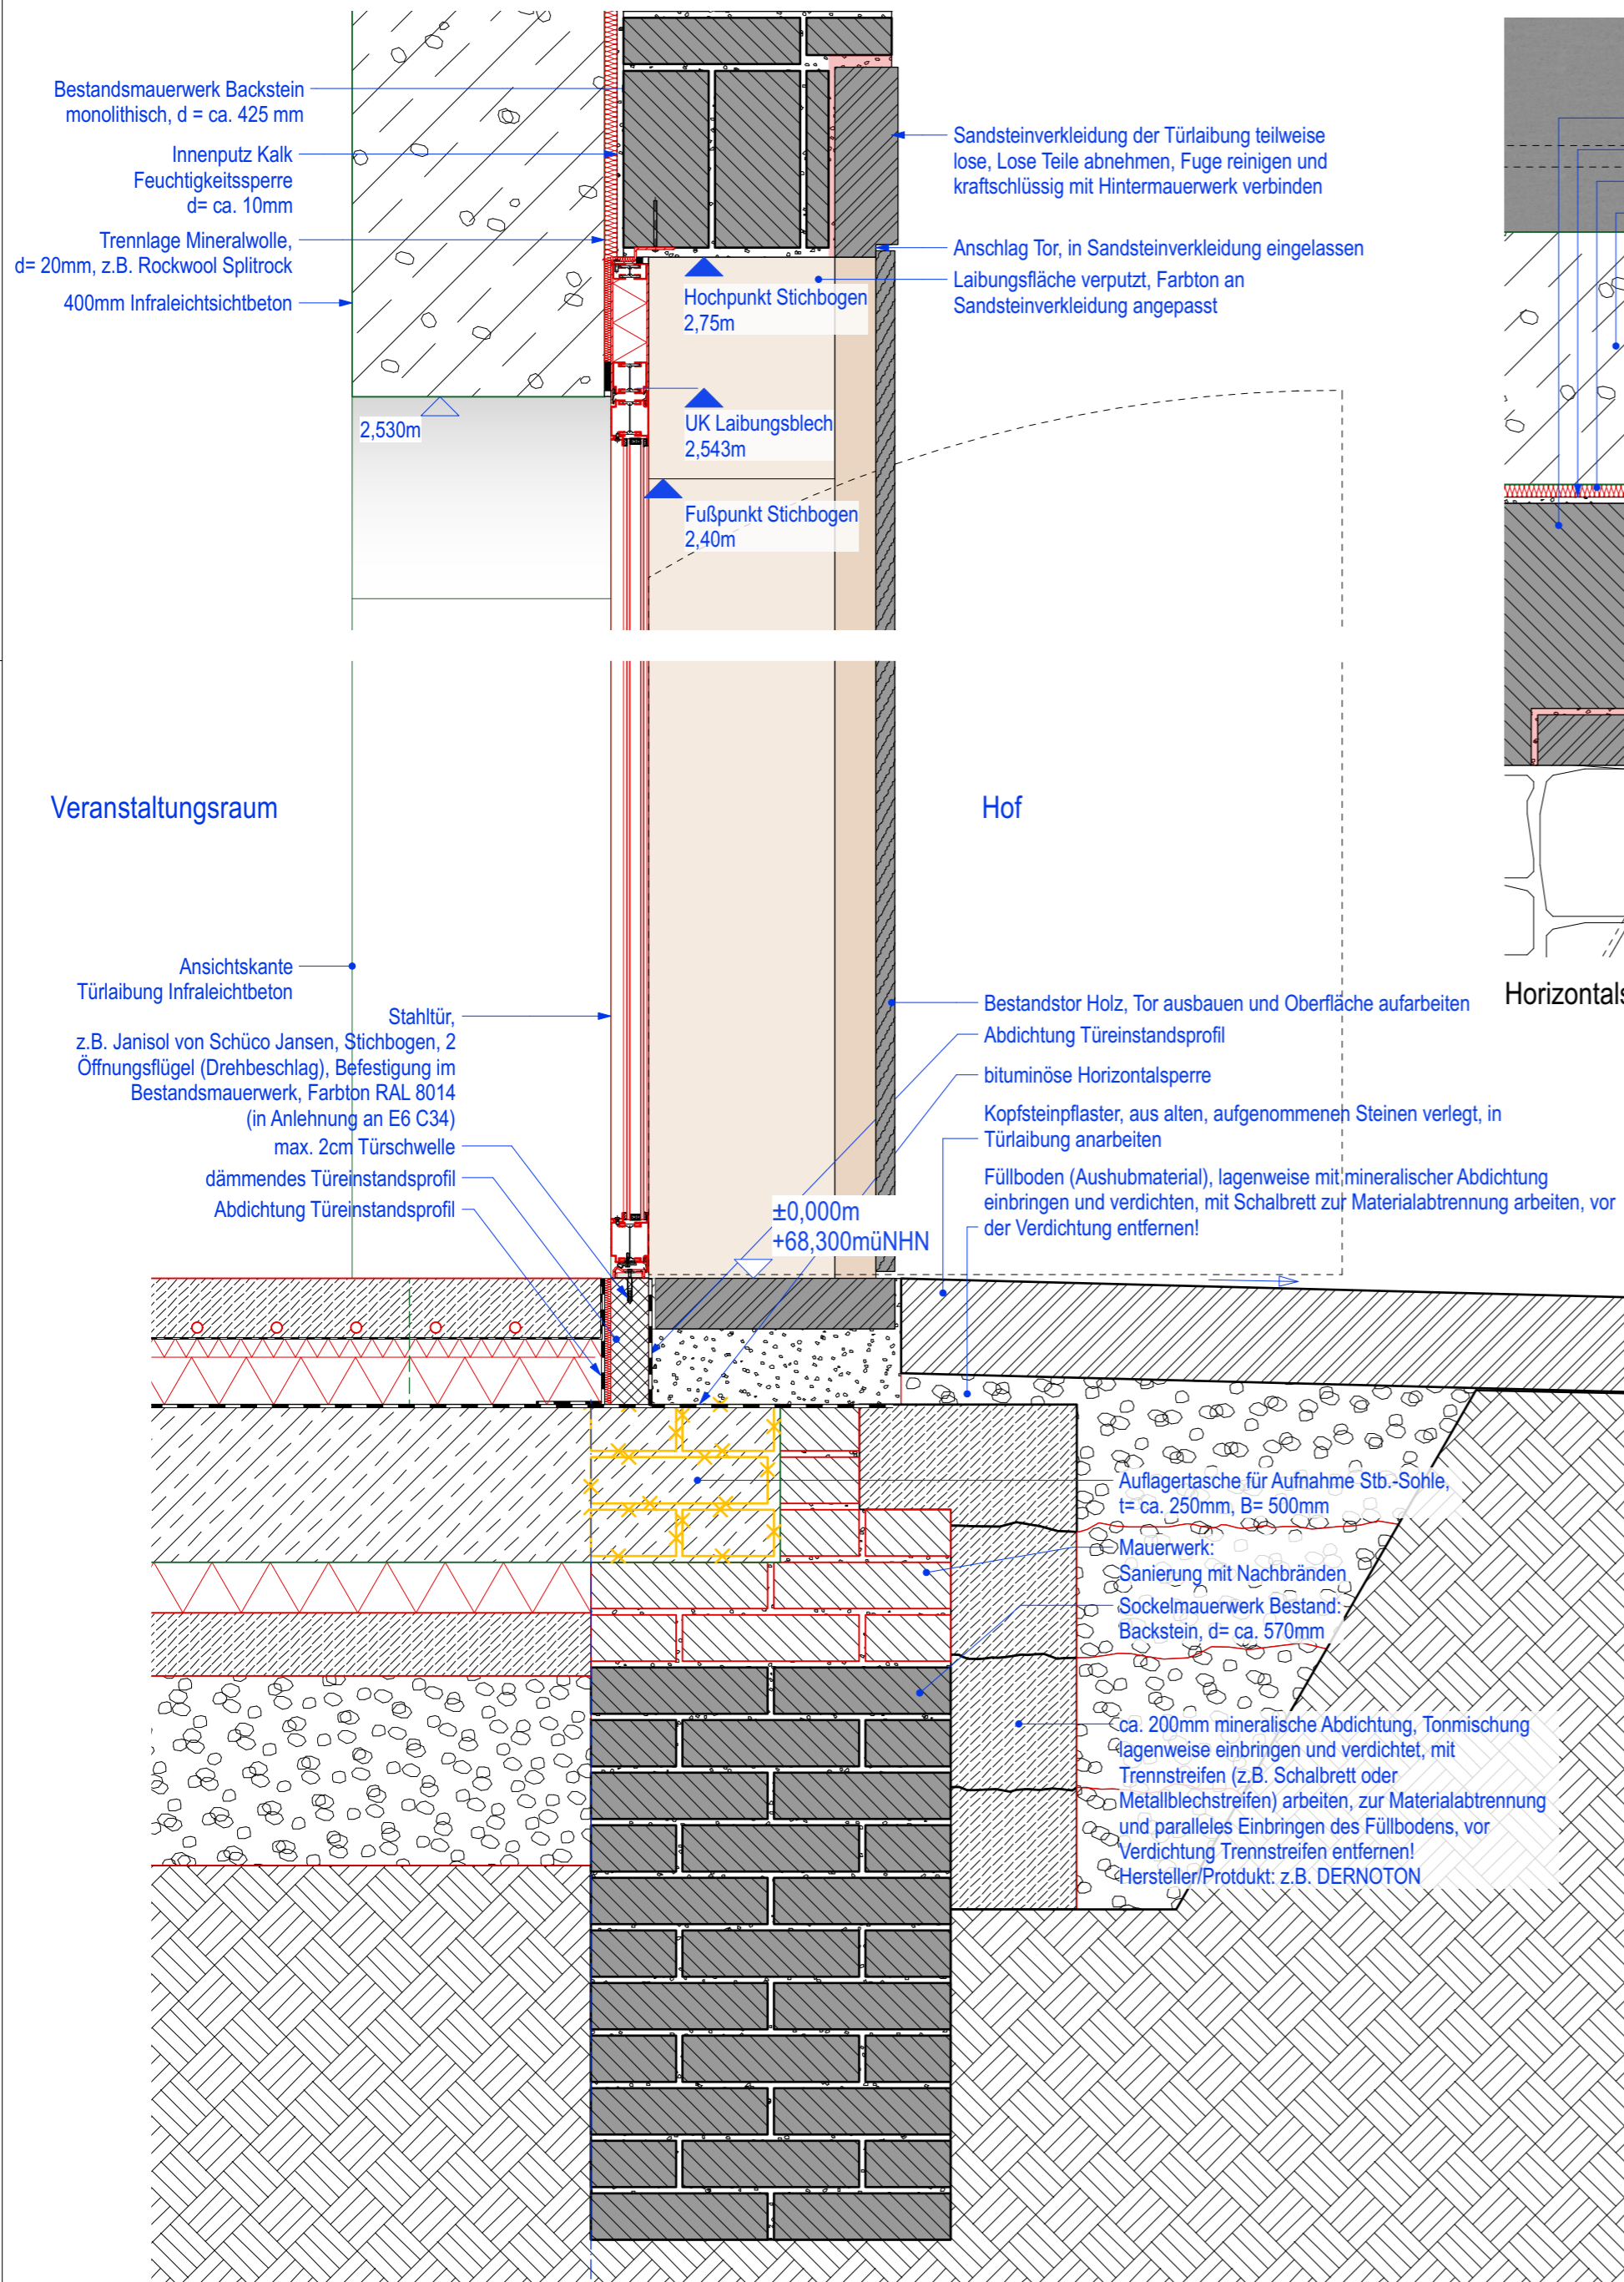 Bestandsmauerwerk Backstein
monolithisch, d = ca. 425 mm
Innenputz Kalk
Feuchtigkeitssperre
d= ca. 10mm
Trennlage Mineralwolle,
d= 20mm, z.B. Rockwool Splitrock
400mm Infraleichtsichtbeton
Sandsteinverkleidung der Türlaibung teilweise
lose, Lose Teile abnehmen, Fuge reinigen und
kraftschlüssig mit Hintermauerwerk verbinden
Anschlag Tor, in Sandsteinverkleidung eingelassen
Laibungsfläche verputzt, Farbton an
Sandsteinverkleidung angepasst
Hochpunkt Stichbogen
2,75m
2,530m
UK Laibungsblech
2,543m
Fußpunkt Stichbogen
2,40m
Veranstaltungsraum
Hof
Ansichtskante
Türlaibung Infraleichtbeton
Stahltür,
z.B. Janisol von Schüco Jansen, Stichbogen, 2
Öffnungsflügel (Drehbeschlag), Befestigung im
Bestandsmauerwerk, Farbton RAL 8014
(in Anlehnung an E6 C34)
max. 2cm Türschwelle
dämmendes Türeinstandsprofil
Abdichtung Türeinstandsprofil
Bestandstor Holz, Tor ausbauen und Oberfläche aufarbeiten
Horizontals
Abdichtung Türeinstandsprofil
bituminöse Horizontalsperre
Kopfsteinpflaster, aus alten, aufgenommenen Steinen verlegt, in
Türlaibung anarbeiten
Füllboden (Aushubmaterial), lagenweise mit mineralischer Abdichtung
einbringen und verdichten, mit Schalbrett zur Materialabtrennung arbeiten, vor
der Verdichtung entfernen!
±0,000m
+68,300müNHN
Auflagertasche für Aufnahme Stb.-Sohle,
t= ca. 250mm, B= 500mm
Mauerwerk:
Sanierung mit Nachbränden
Sockelmauerwerk Bestand:
Backstein, d= ca. 570mm
ca. 200mm mineralische Abdichtung, Tonmischung
lagenweise einbringen und verdichtet, mit
Trennstreifen (z.B. Schalbrett oder
Metallblechstreifen) arbeiten, zur Materialabtrennung
und paralleles Einbringen des Füllbodens, vor
Verdichtung Trennstreifen entfernen!
Hersteller/Protdukt: z.B. DERNOTON